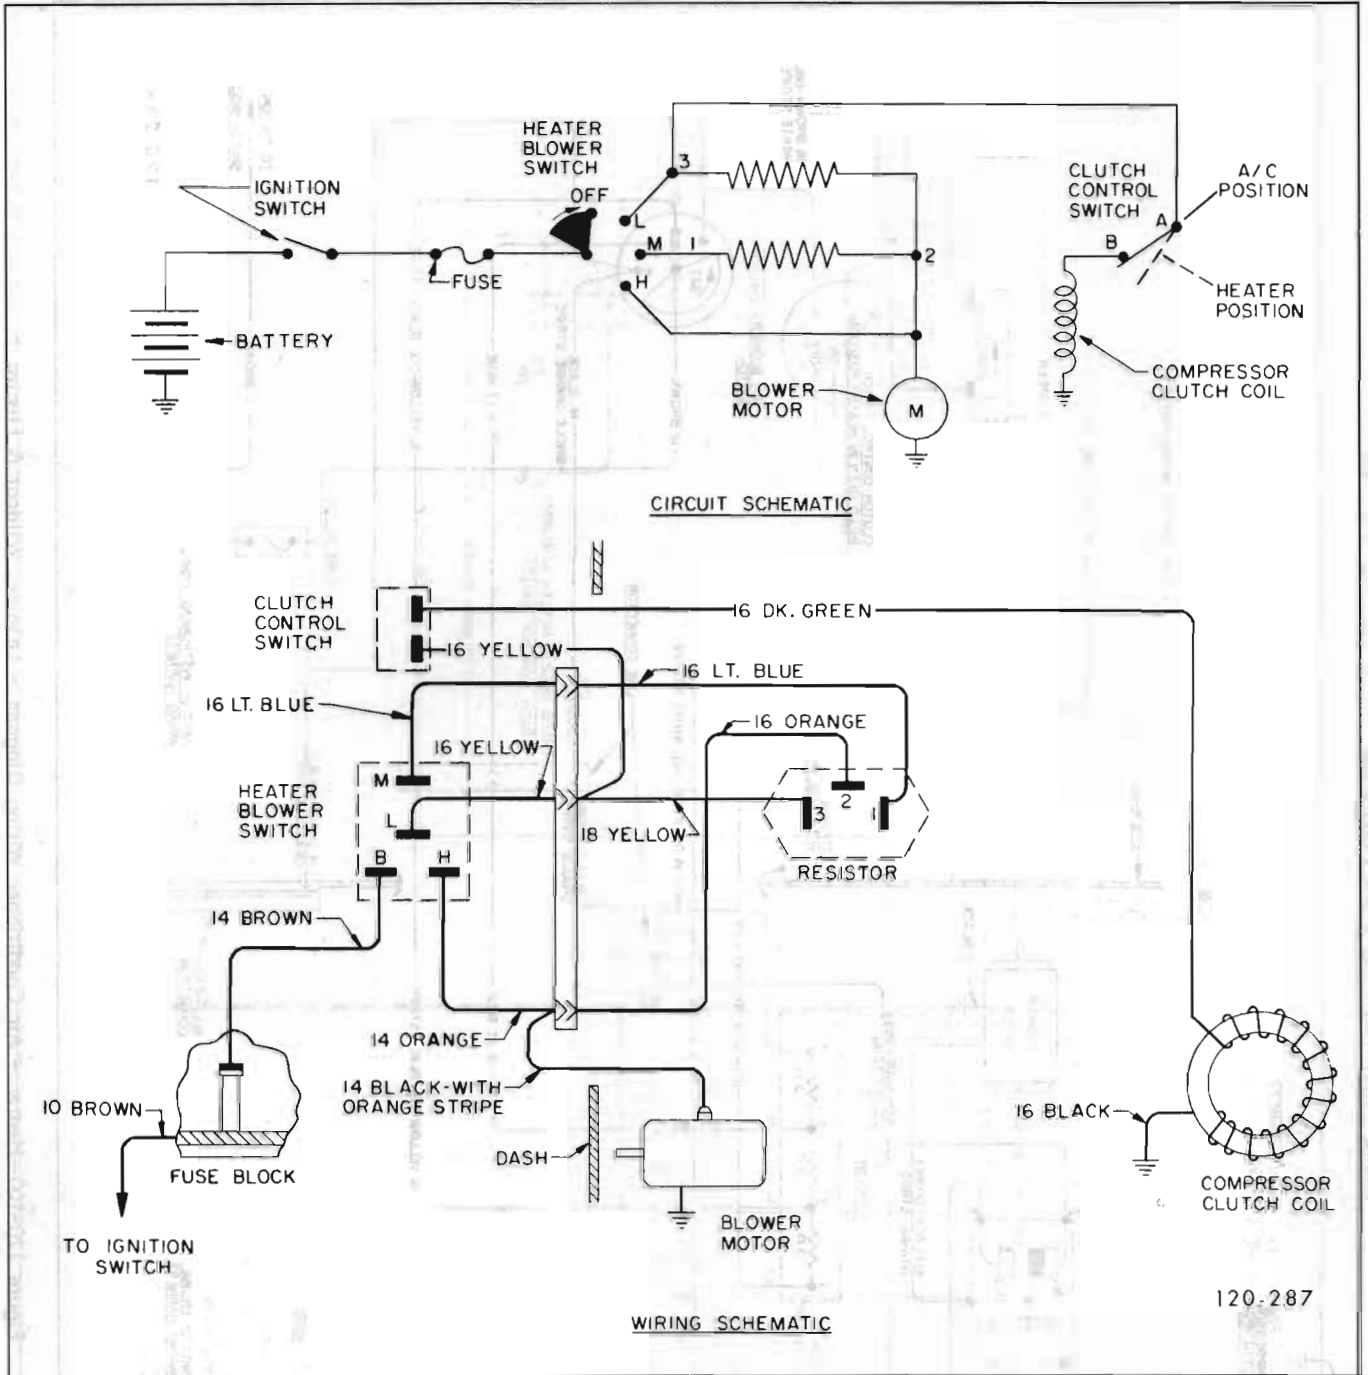 HEATER
BLOWER
SWITCH
OFF
IGNITION
SWITCH
FUSE
BATTERY
3
L
M 1
H
2
BLOWER
MOTOR
M
CLUTCH
CONTROL
SWITCH
A/C
POSITION
A
B
HEATER
POSITION
COMPRESSOR
CLUTCH COIL
CIRCUIT SCHEMATIC
CLUTCH
CONTROL
SWITCH
16 DK. GREEN
16 YELLOW
16 LT. BLUE
16 LT. BLUE
16 ORANGE
16 YELLOW
HEATER
BLOWER
SWITCH
M
L
B
H
18 YELLOW
3
2
1
RESISTOR
14 BROWN
14 ORANGE
14 BLACK-WITH
ORANGE STRIPE
10 BROWN
FUSE BLOCK
DASH
16 BLACK
COMPRESSOR
CLUTCH COIL
BLOWER
MOTOR
TO IGNITION
SWITCH
120-287
WIRING SCHEMATIC